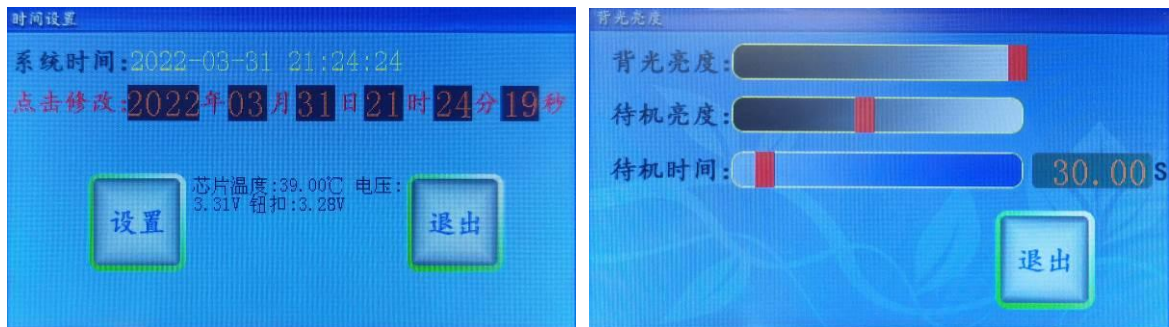 时间设置
系统时间:2022-03-31 21:24:24
点击修改:2022年03月31日21时24分19秒
芯片温度:39.00℃ 电压:
3.31V 钮扣:3.28V
设置
退出
背光亮度
背光亮度:
待机亮度:
待机时间: 30.00S
退出